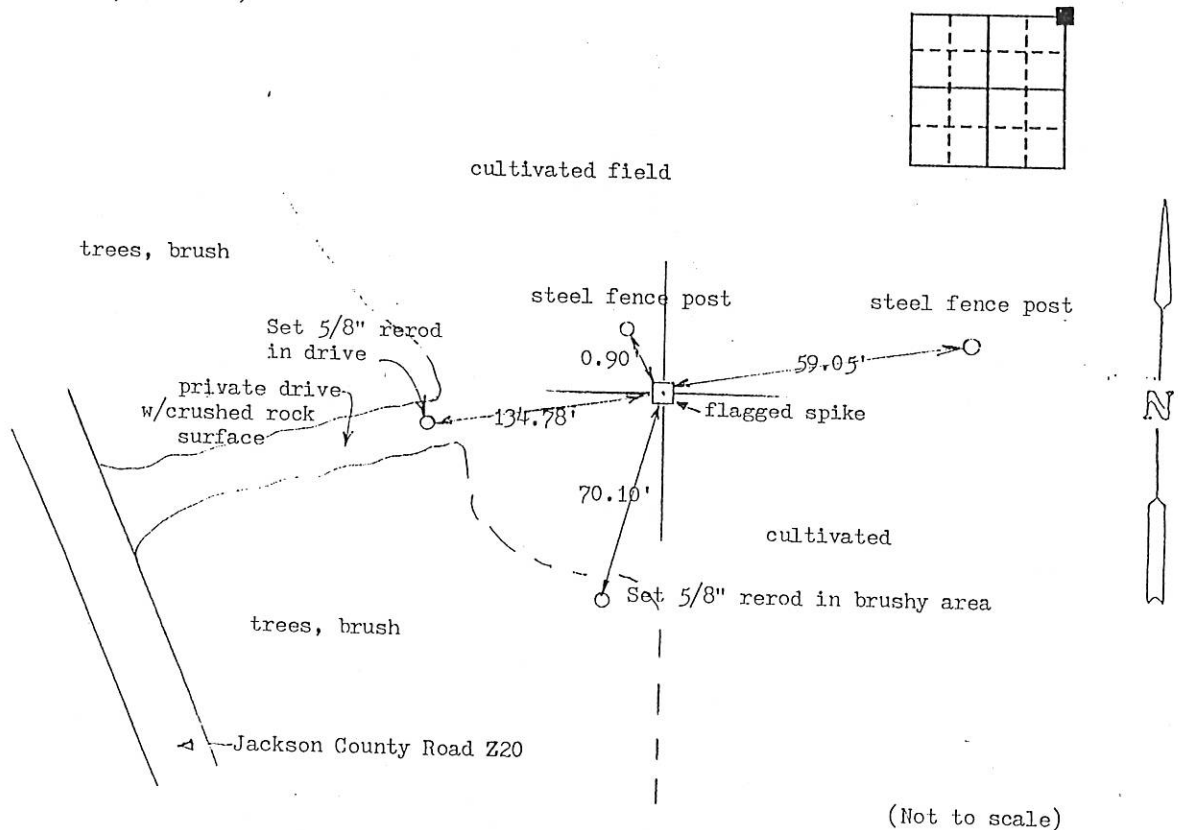 cultivated field
trees, brush
steel fence post
steel fence post
Set 5/8" rerod
in drive
0.90'
59.05'
private drive
w/crushed rock
surface
134.78'
flagged spike
N
70.10'
cultivated
Set 5/8" rerod in brushy area
trees, brush
Jackson County Road Z20
(Not to scale)